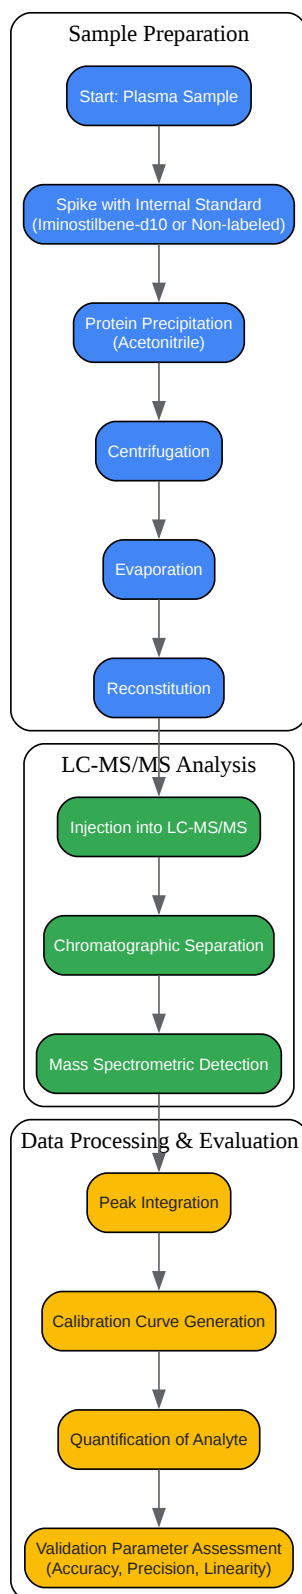 Sample Preparation
Start: Plasma Sample
Spike with Internal Standard
(Iminostilbene-d10 or Non-labeled)
Protein Precipitation
(Acetonitrile)
Centrifugation
Evaporation
Reconstitution
LC-MS/MS Analysis
Injection into LC-MS/MS
Chromatographic Separation
Mass Spectrometric Detection
Data Processing & Evaluation
Peak Integration
Calibration Curve Generation
Quantification of Analyte
Validation Parameter Assessment
(Accuracy, Precision, Linearity)